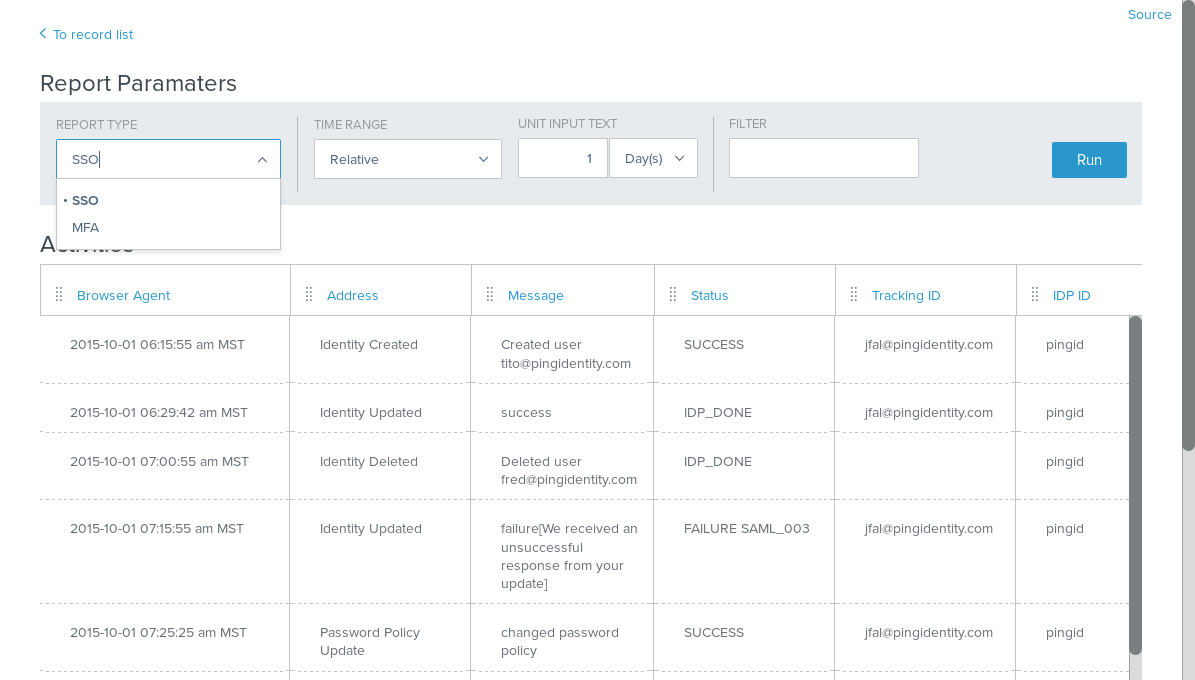 Source
To record list
Report Paramaters
REPORT TYPE
TIME RANGE
UNIT INPUT TEXT
FILTER
SSO
Relative
1
Day(s)
Run
• SSO
MFA
Activities
Browser Agent
Address
Message
Status
Tracking ID
IDP ID
2015-10-01 06:15:55 am MST
Identity Created
Created user
tito@pingidentity.com
SUCCESS
jfal@pingidentity.com
pingid
2015-10-01 06:29:42 am MST
Identity Updated
success
IDP_DONE
jfal@pingidentity.com
pingid
2015-10-01 07:00:55 am MST
Identity Deleted
Deleted user
fred@pingidentity.com
IDP_DONE
pingid
2015-10-01 07:15:55 am MST
Identity Updated
failure[We received an
unsuccessful
response from your
update]
FAILURE SAML_003
jfal@pingidentity.com
pingid
2015-10-01 07:25:25 am MST
Password Policy
Update
changed password
policy
SUCCESS
jfal@pingidentity.com
pingid